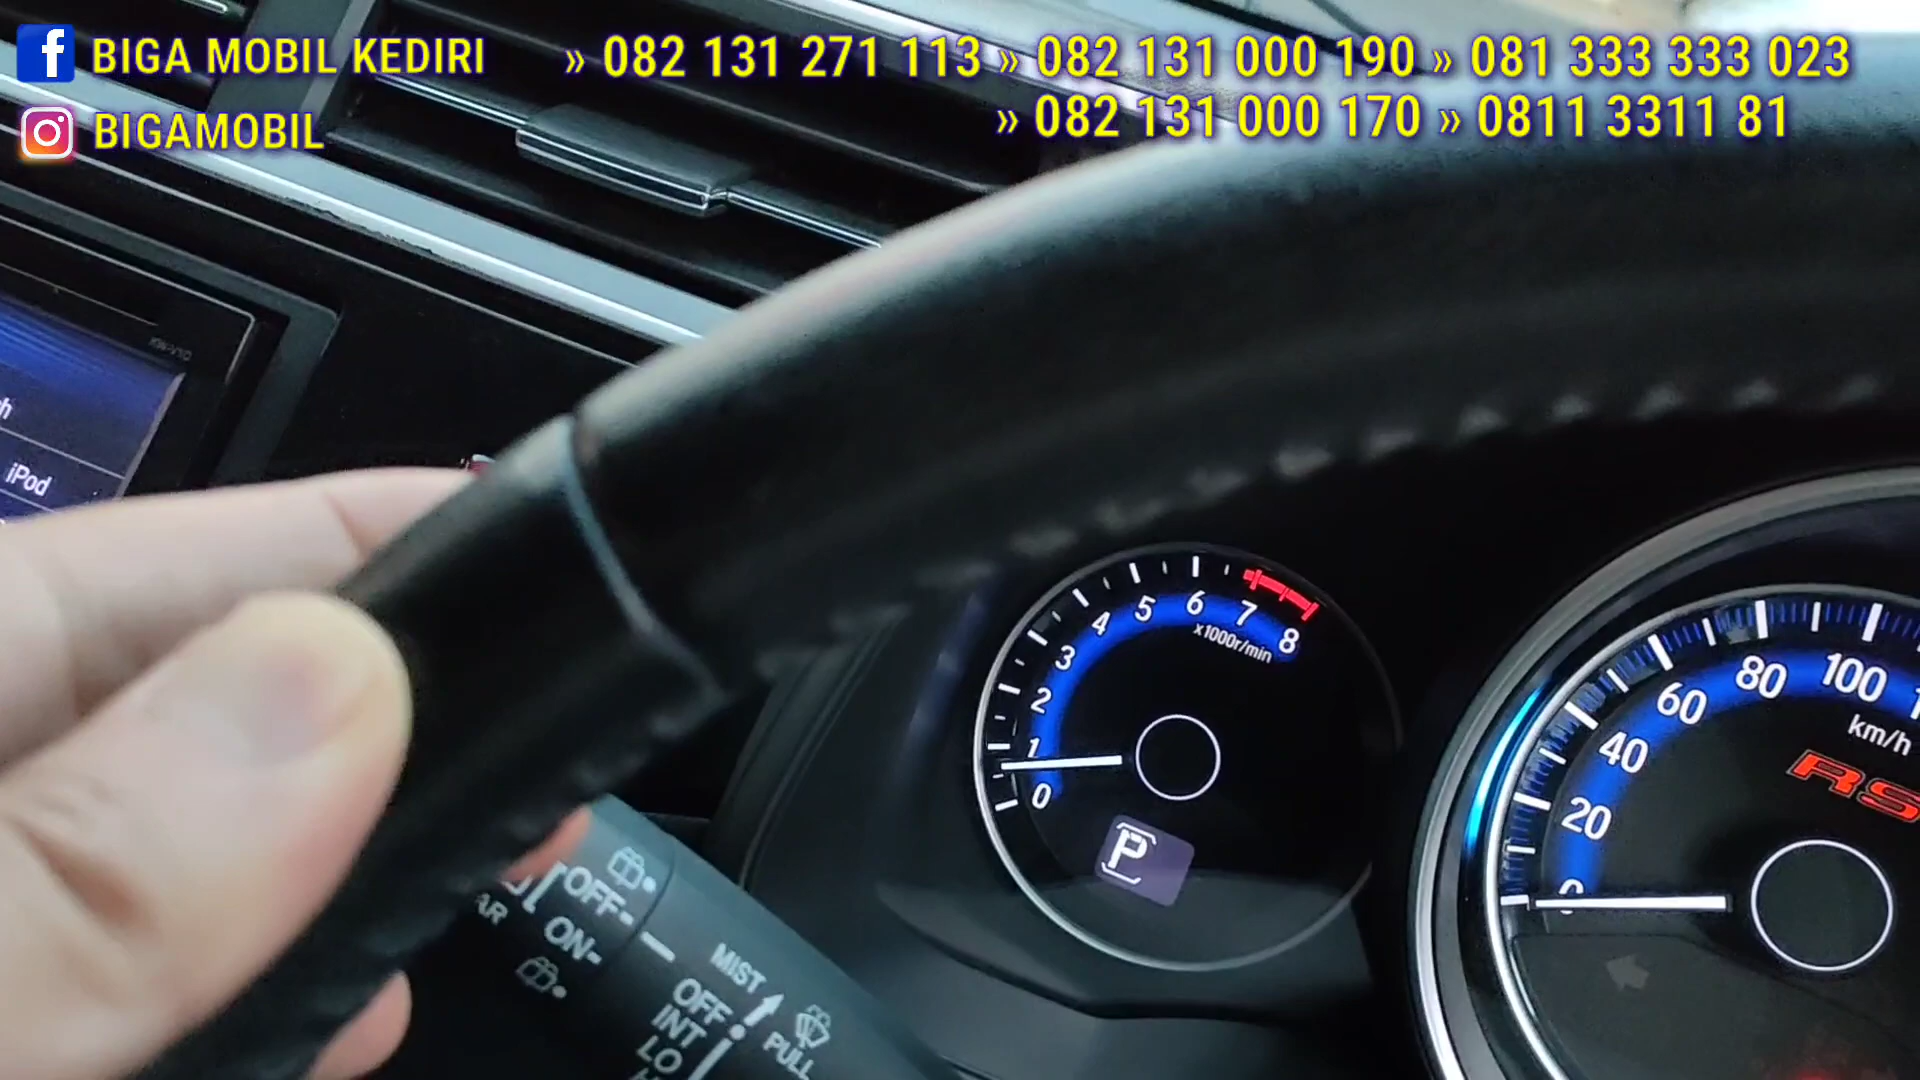 BIGA MOBIL KEDIRI » 082 131 271 113 » 082 131 000 190 » 081 333 333 023
BIGAMOBIL » 082 131 000 170 » 0811 3311 81
iPod
0 1 2 3 4 5 6 7 8
x1000r/min
P
0 20 40 60 80 100
km/h
RS
OFF
ON
MIST
OFF
INT
LO
PULL